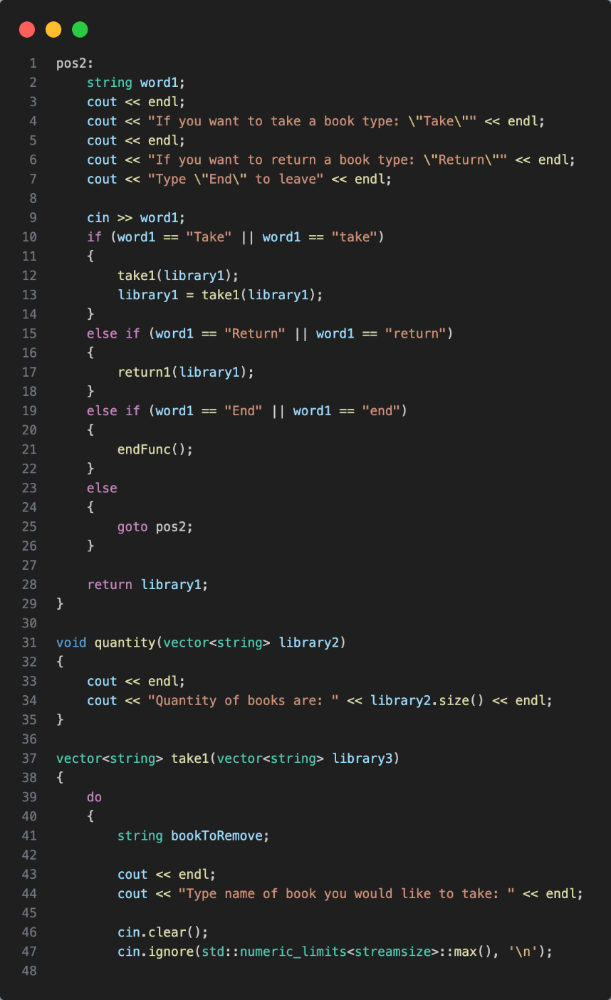 1 pos2:
2     string word1;
3     cout << endl;
4     cout << "If you want to take a book type: \"Take\"" << endl;
5     cout << endl;
6     cout << "If you want to return a book type: \"Return\"" << endl;
7     cout << "Type \"End\" to leave" << endl;
8
9     cin >> word1;
10     if (word1 == "Take" || word1 == "take")
11     {
12         take1(library1);
13         library1 = take1(library1);
14     }
15     else if (word1 == "Return" || word1 == "return")
16     {
17         return1(library1);
18     }
19     else if (word1 == "End" || word1 == "end")
20     {
21         endFunc();
22     }
23     else
24     {
25         goto pos2;
26     }
27
28     return library1;
29 }
30
31 void quantity(vector<string> library2)
32 {
33     cout << endl;
34     cout << "Quantity of books are: " << library2.size() << endl;
35 }
36
37 vector<string> take1(vector<string> library3)
38 {
39     do
40     {
41         string bookToRemove;
42
43         cout << endl;
44         cout << "Type name of book you would like to take: " << endl;
45
46         cin.clear();
47         cin.ignore(std::numeric_limits<streamsize>::max(), '\n');
48